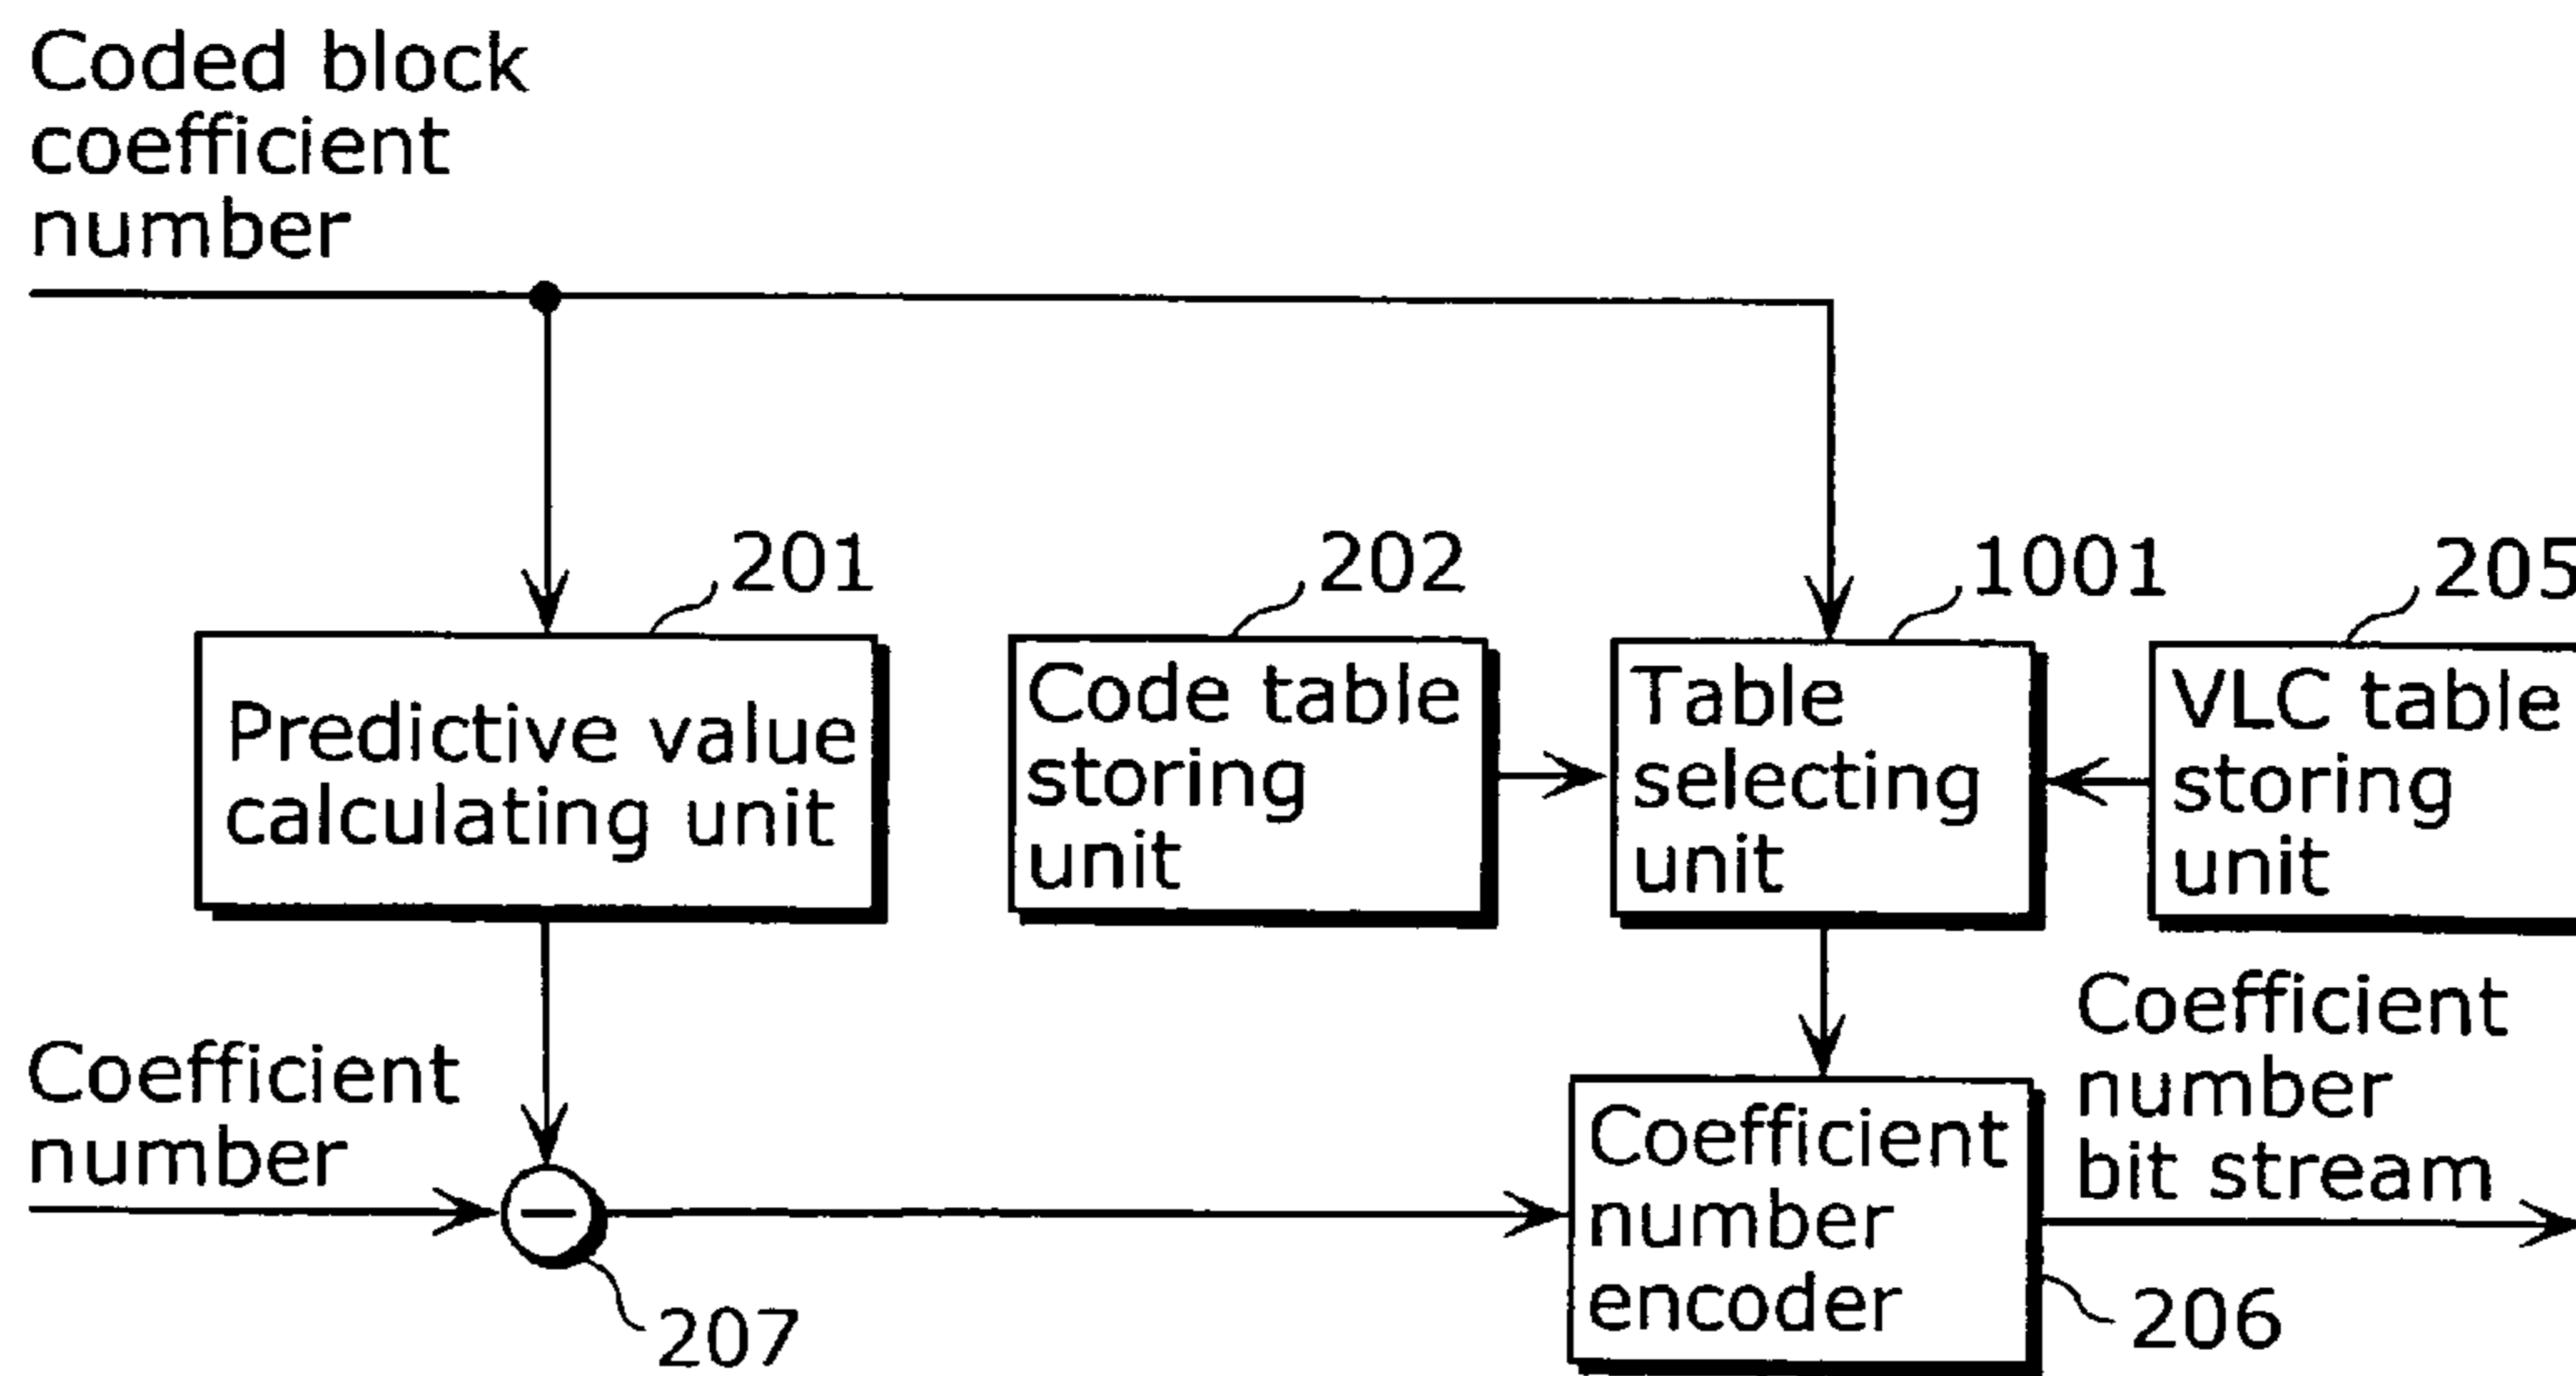 Coded block
coefficient
number
201
202
1001
205
Predictive value
calculating unit
Code table
storing
unit
Table
selecting
unit
VLC table
storing
unit
Coefficient
number
Coefficient
number
encoder
Coefficient
number
bit stream
207
206